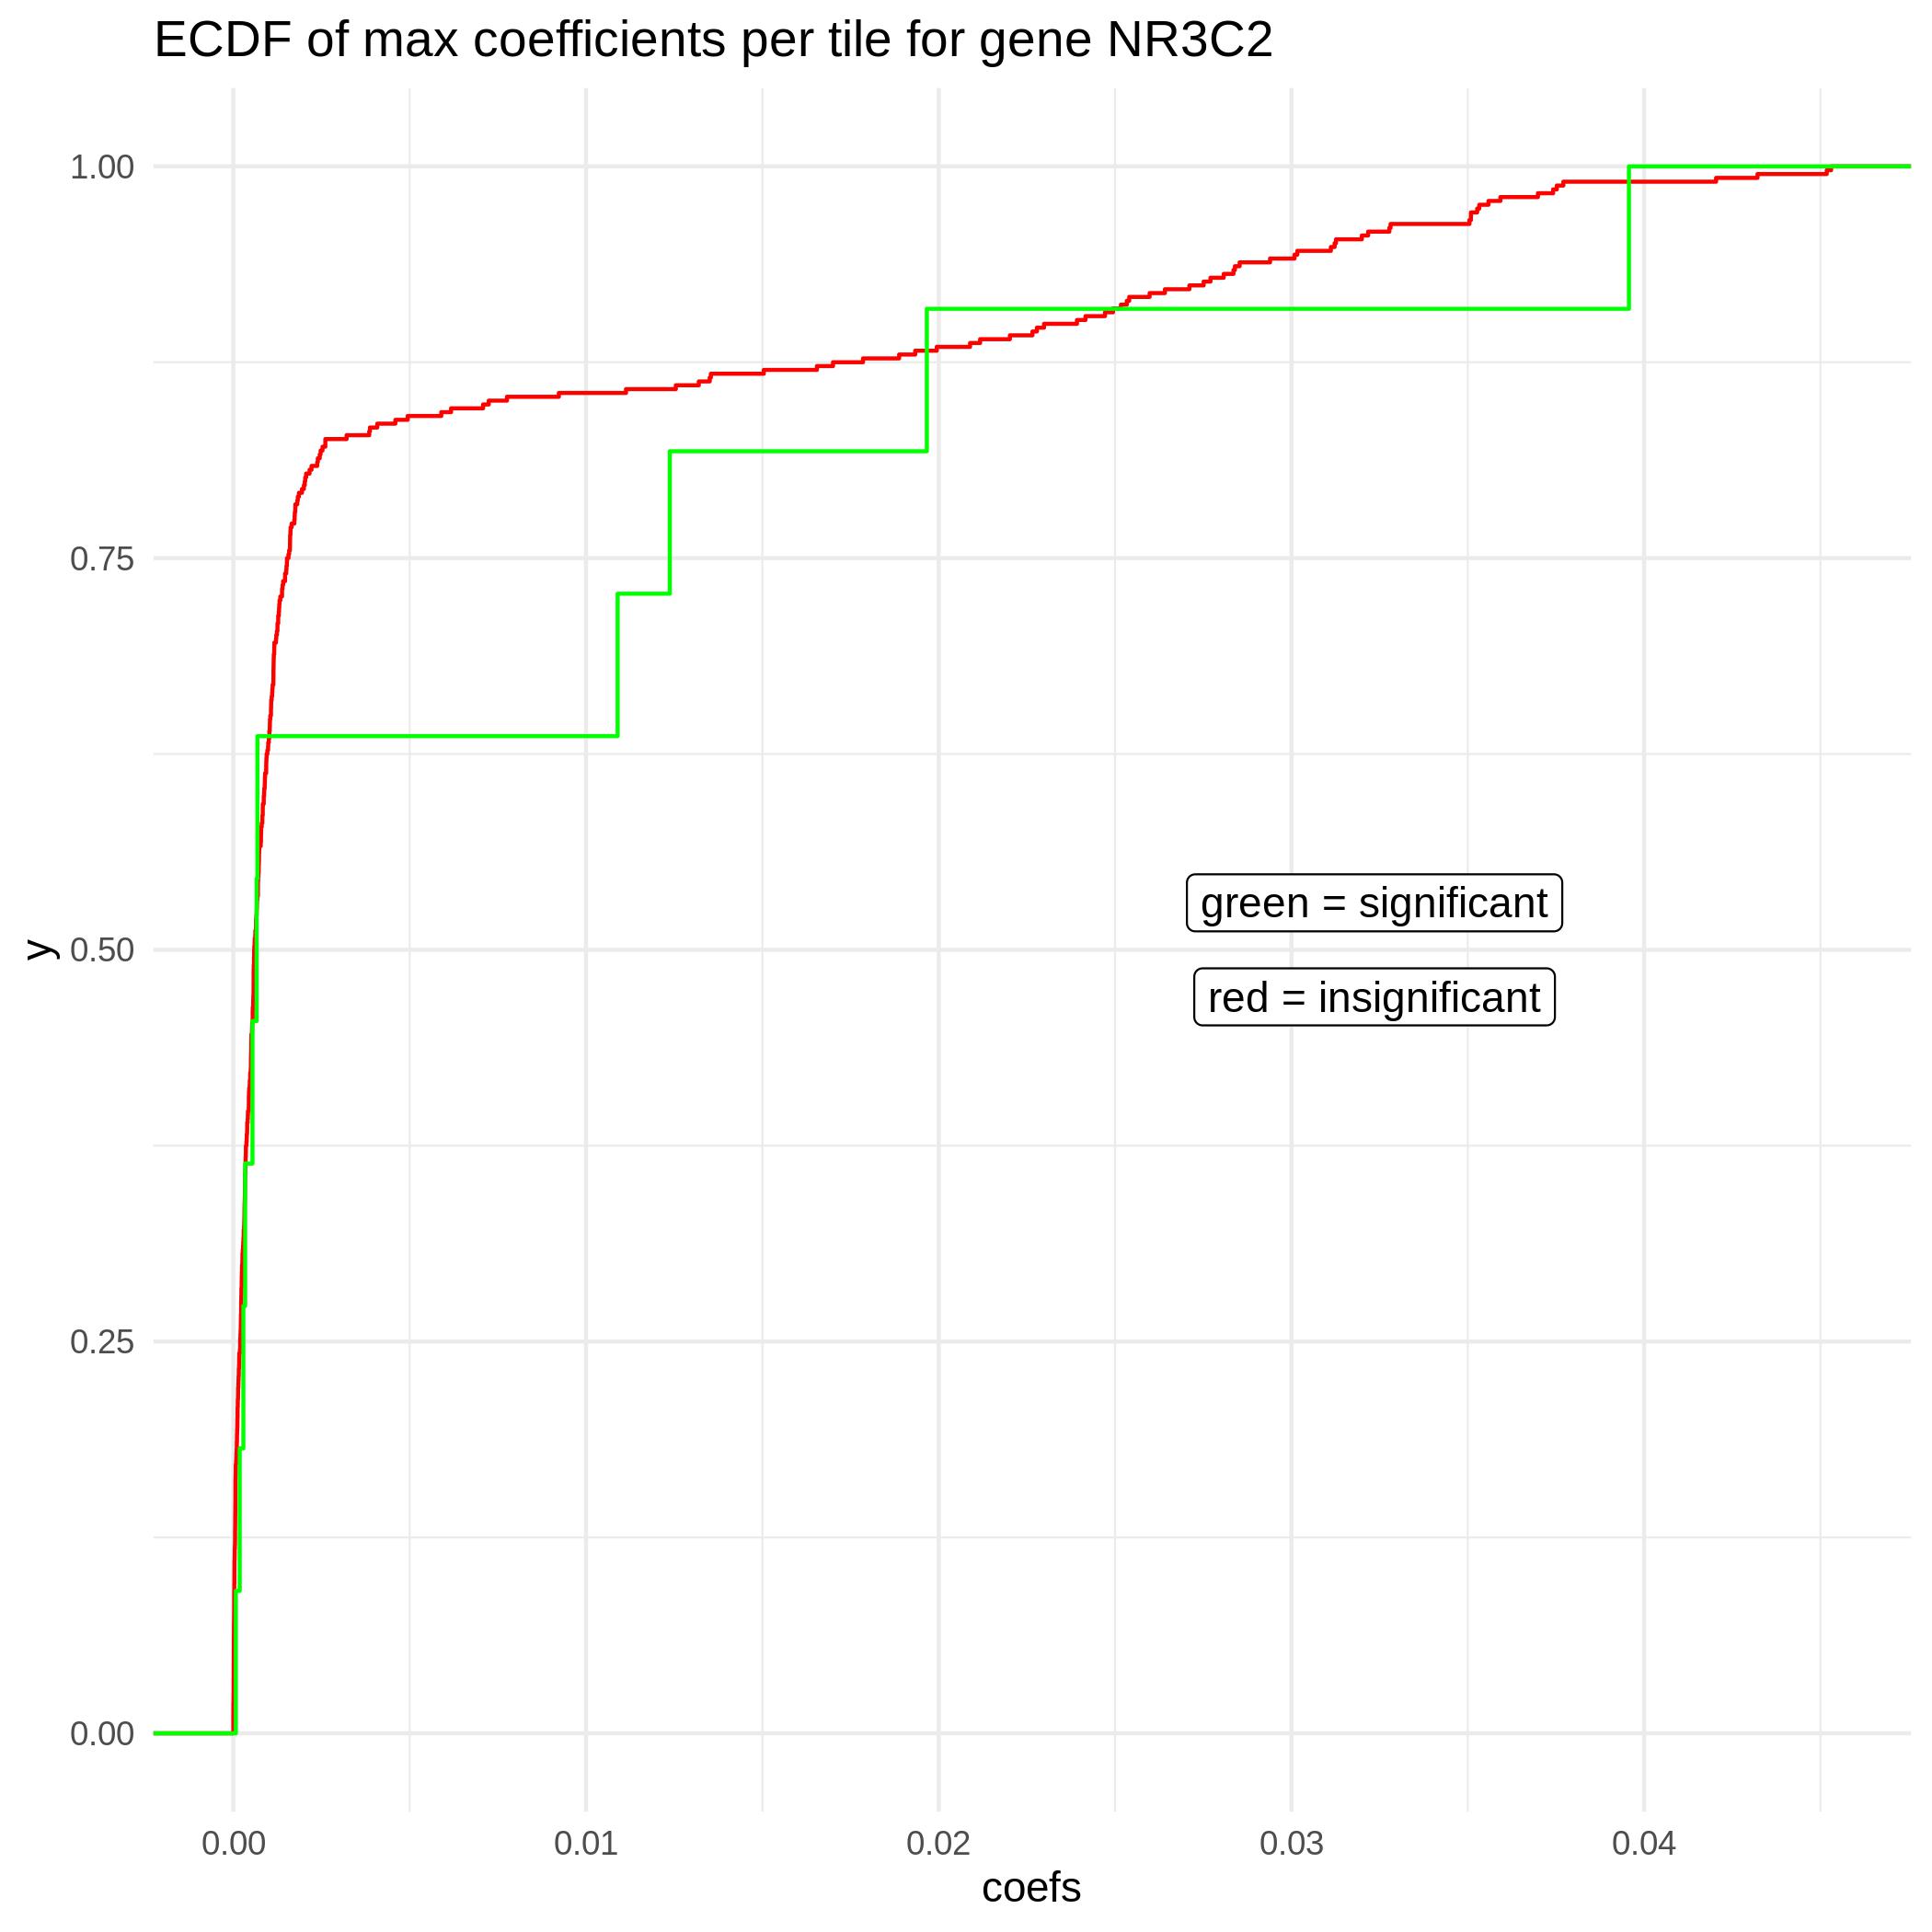 ECDF of max coefficients per tile for gene NR3C2
1.00
0.75
0.50
0.25
0.00
y
green = significant
red = insignificant
0.00 0.01 0.02 0.03 0.04
coefs